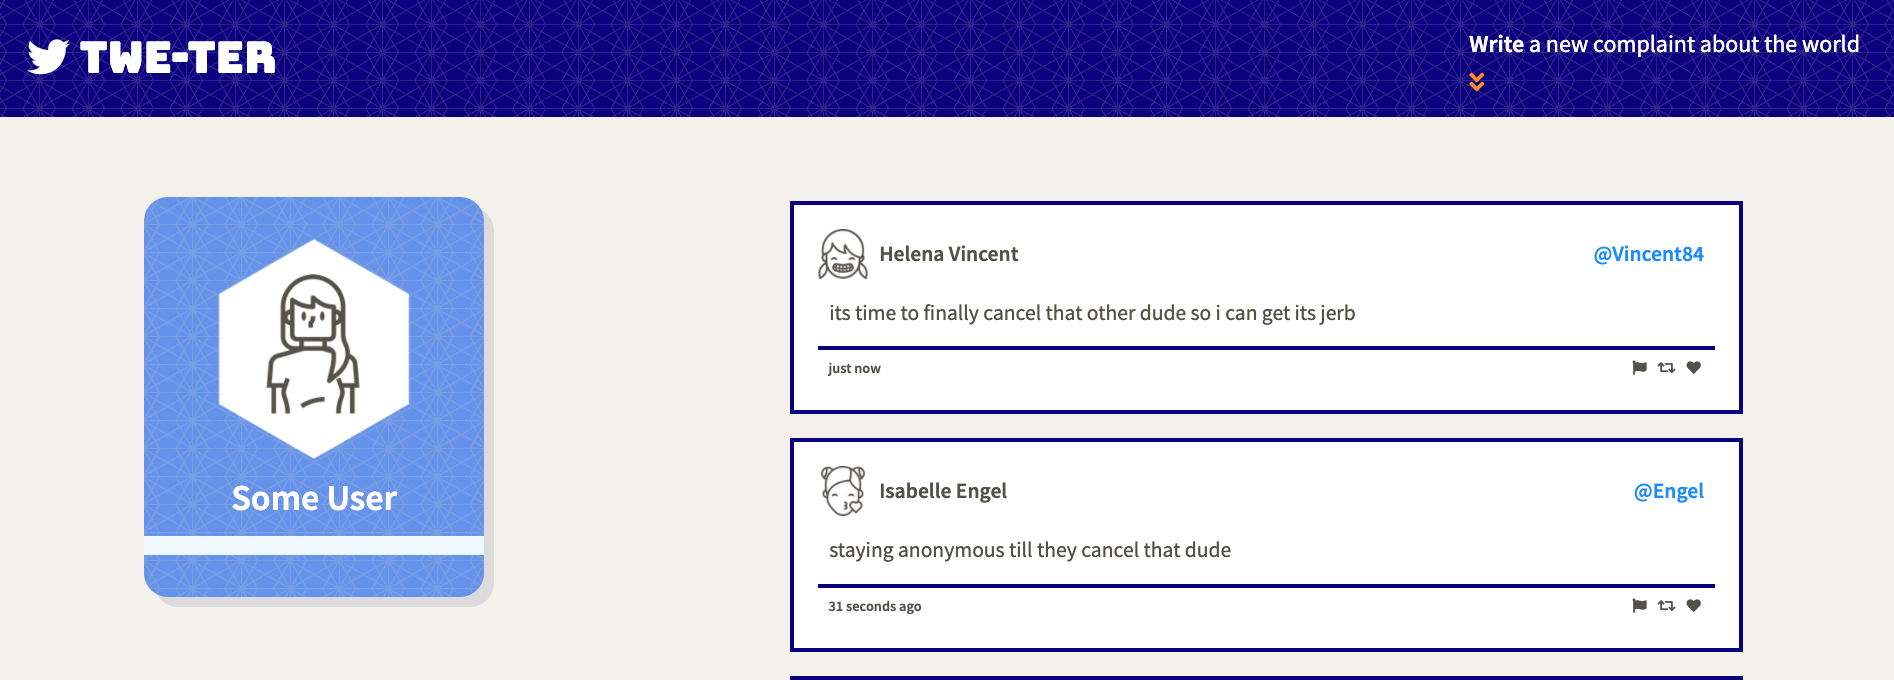 TWE-TER
Write a new complaint about the world
Some User
Helena Vincent
@Vincent84
its time to finally cancel that other dude so i can get its jerb
just now
Isabelle Engel
@Engel
staying anonymous till they cancel that dude
31 seconds ago